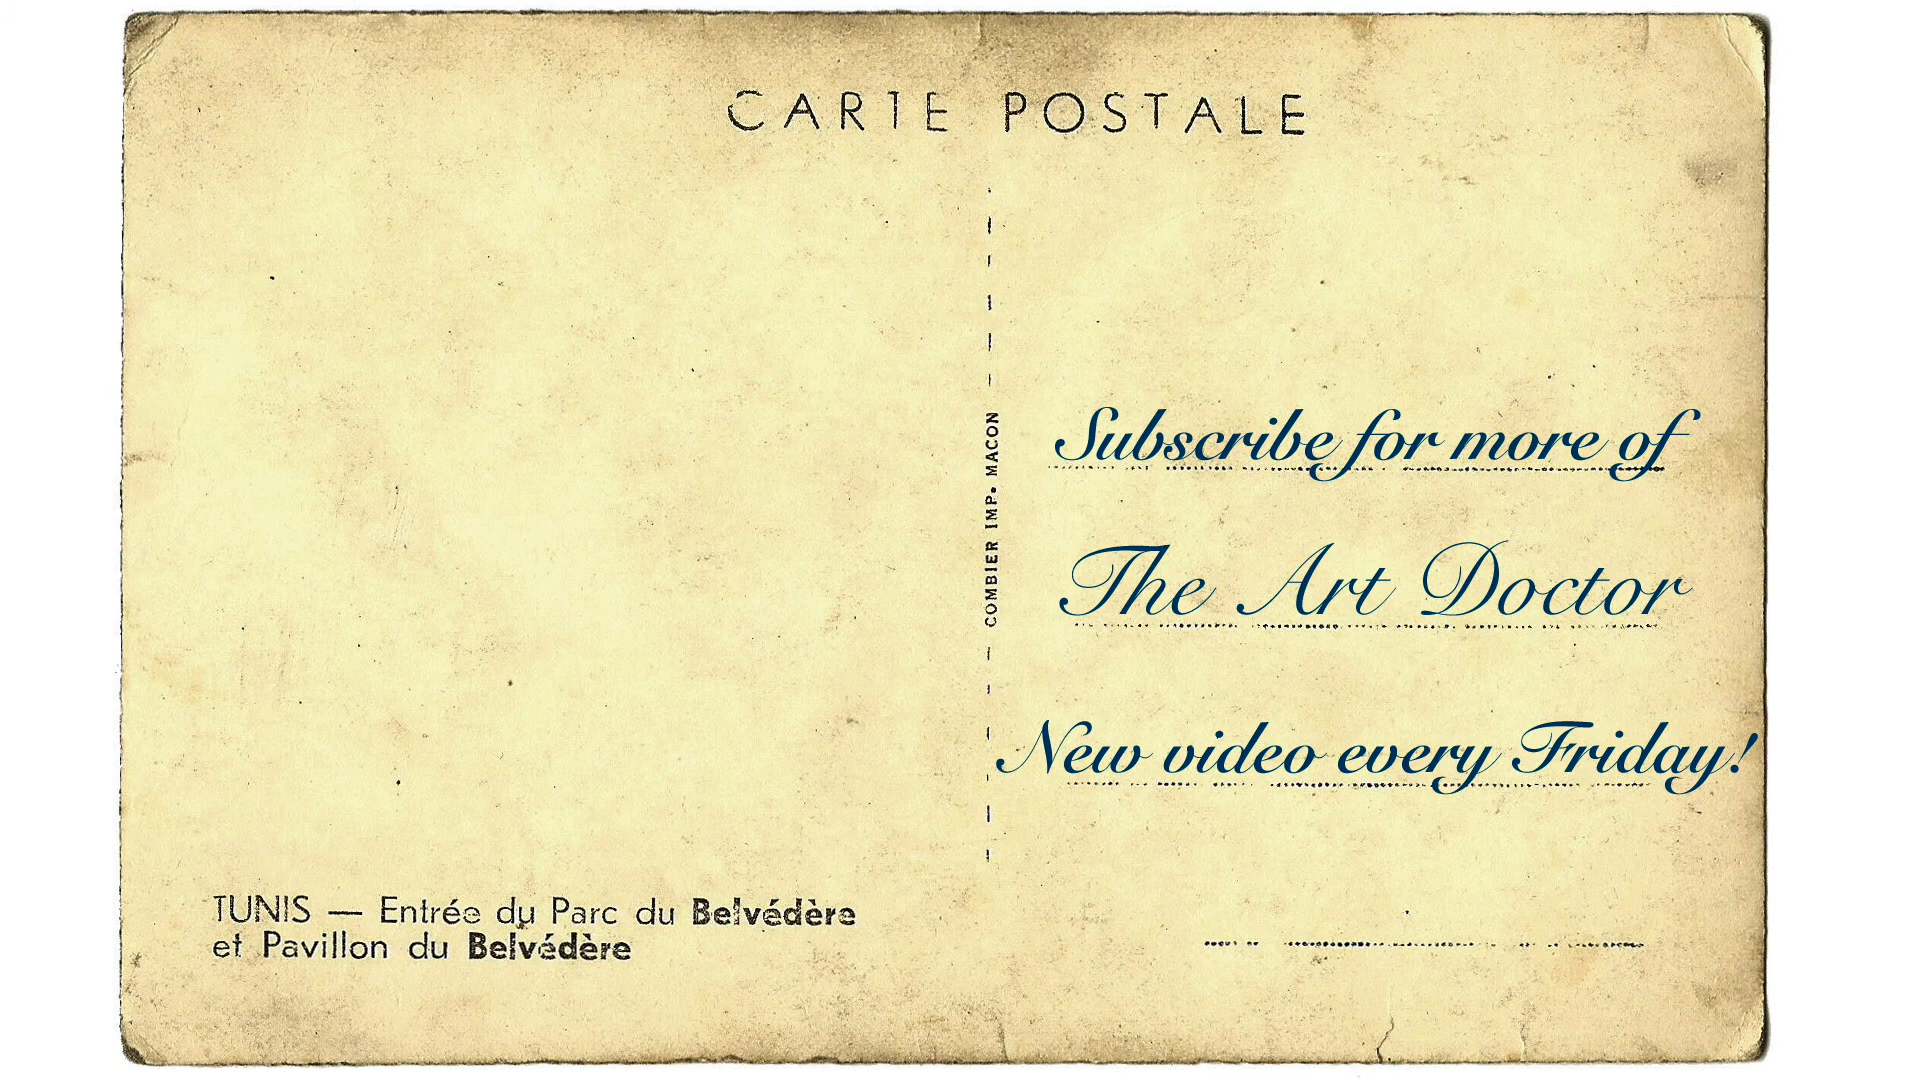 CARTE POSTALE
COMBIER IMP. MACON
Subscribe for more of
The Art Doctor
New video every Friday!
TUNIS — Entrée du Parc du Belvédère
et Pavillon du Belvédère